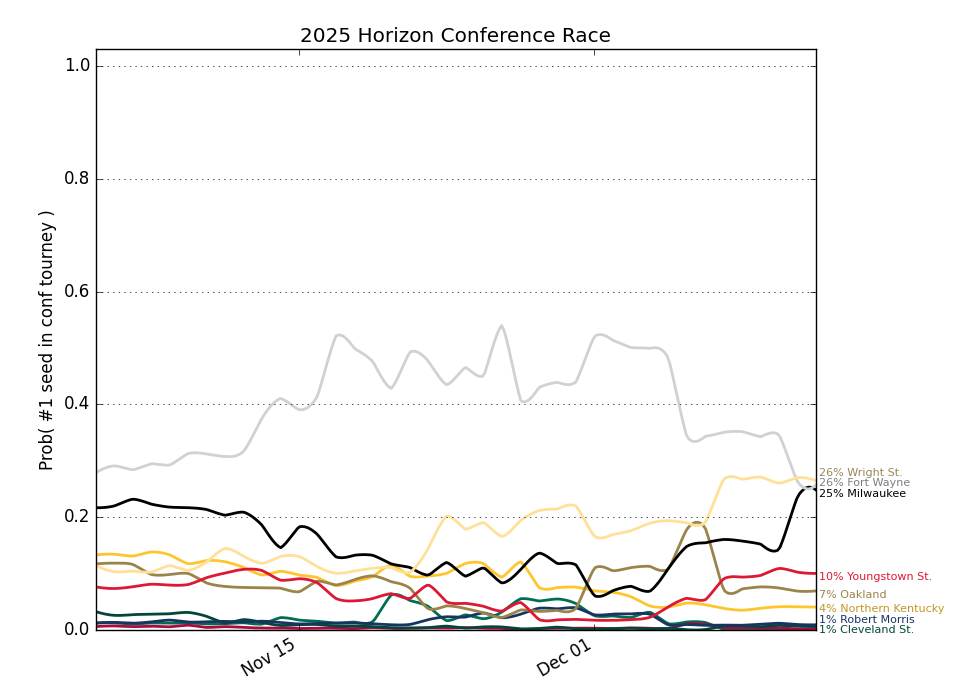 2025 Horizon Conference Race
Prob( #1 seed in conf tourney )
1.0
0.8
0.6
0.4
0.2
0.0
Nov 15
Dec 01
26% Wright St.
26% Fort Wayne
25% Milwaukee
10% Youngstown St.
7% Oakland
4% Northern Kentucky
1% Robert Morris
1% Cleveland St.